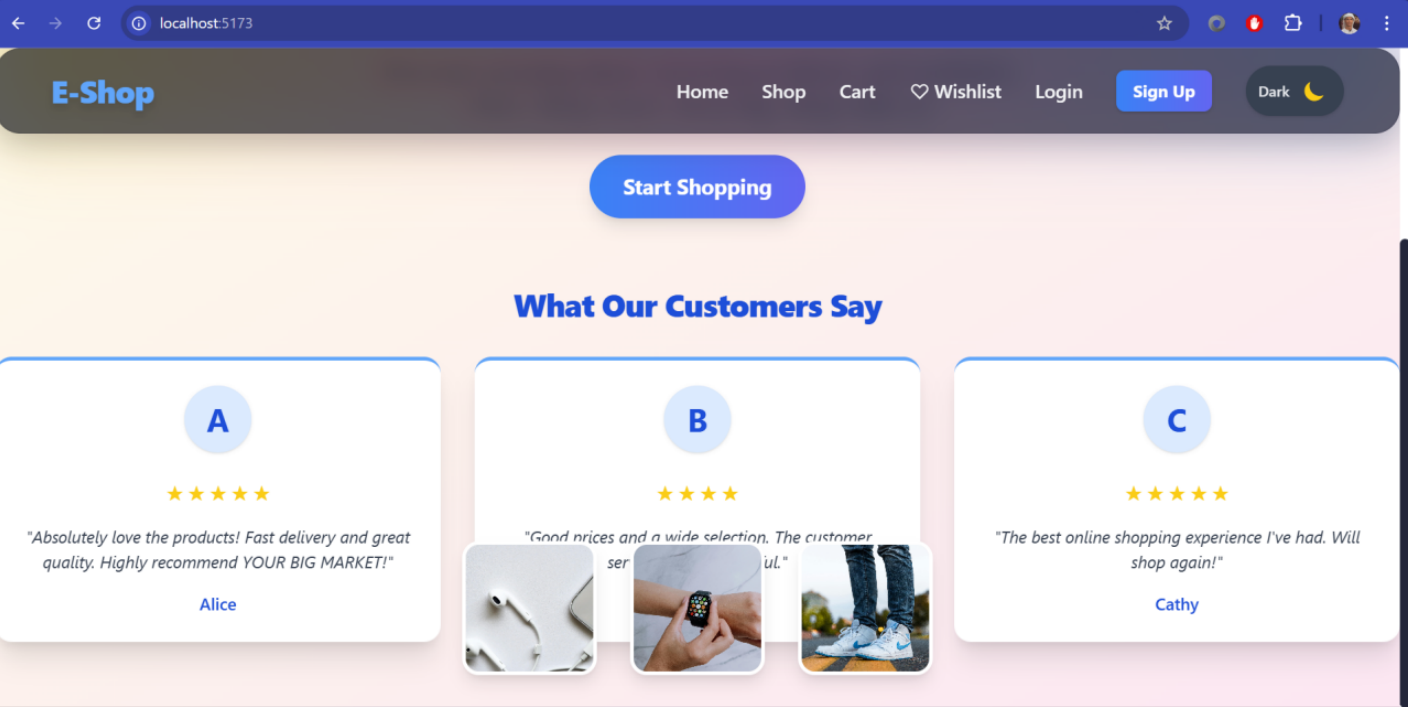 localhost:5173
E-Shop
Home
Shop
Cart
♡ Wishlist
Login
Sign Up
Dark
Start Shopping
What Our Customers Say
A
★★★★★
"Absolutely love the products! Fast delivery and great
quality. Highly recommend YOUR BIG MARKET!"
Alice
B
★★★★
"Good prices and a wide selection. The customer
ser
ul."
C
★★★★★
"The best online shopping experience I've had. Will
shop again!"
Cathy